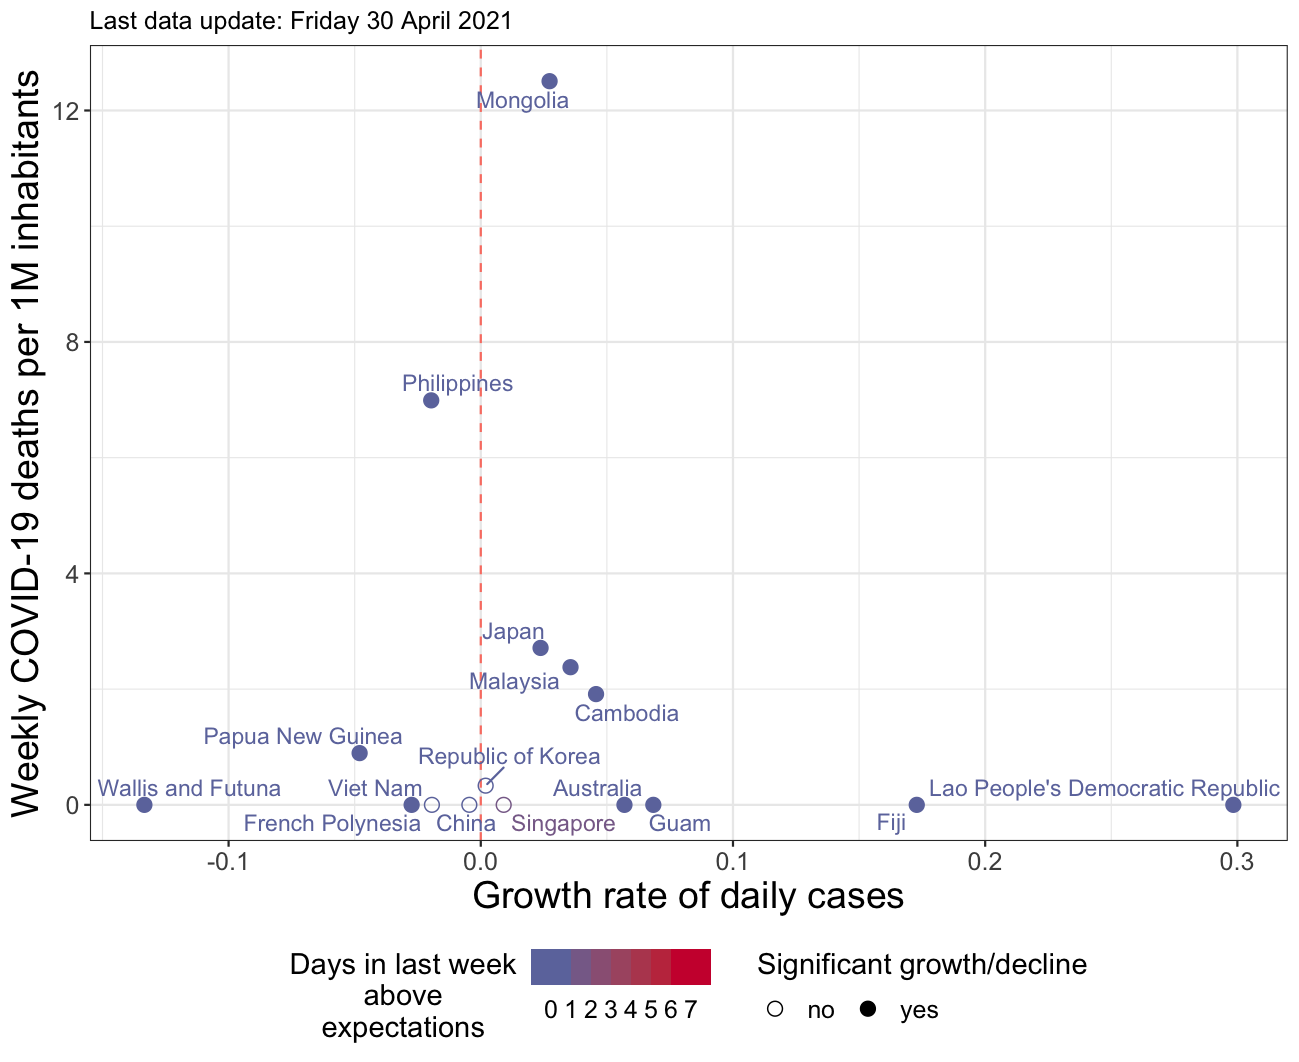 Last data update: Friday 30 April 2021
Weekly COVID-19 deaths per 1M inhabitants
12
8
4
0
Mongolia
Philippines
Japan
Malaysia
Cambodia
Papua New Guinea
Republic of Korea
Wallis and Futuna
Viet Nam
Australia
Lao People's Democratic Republic
French Polynesia
China
Singapore
Guam
Fiji
-0.1
0.0
0.1
0.2
0.3
Growth rate of daily cases
Days in last week
above
expectations
0 1 2 3 4 5 6 7
Significant growth/decline
no
yes